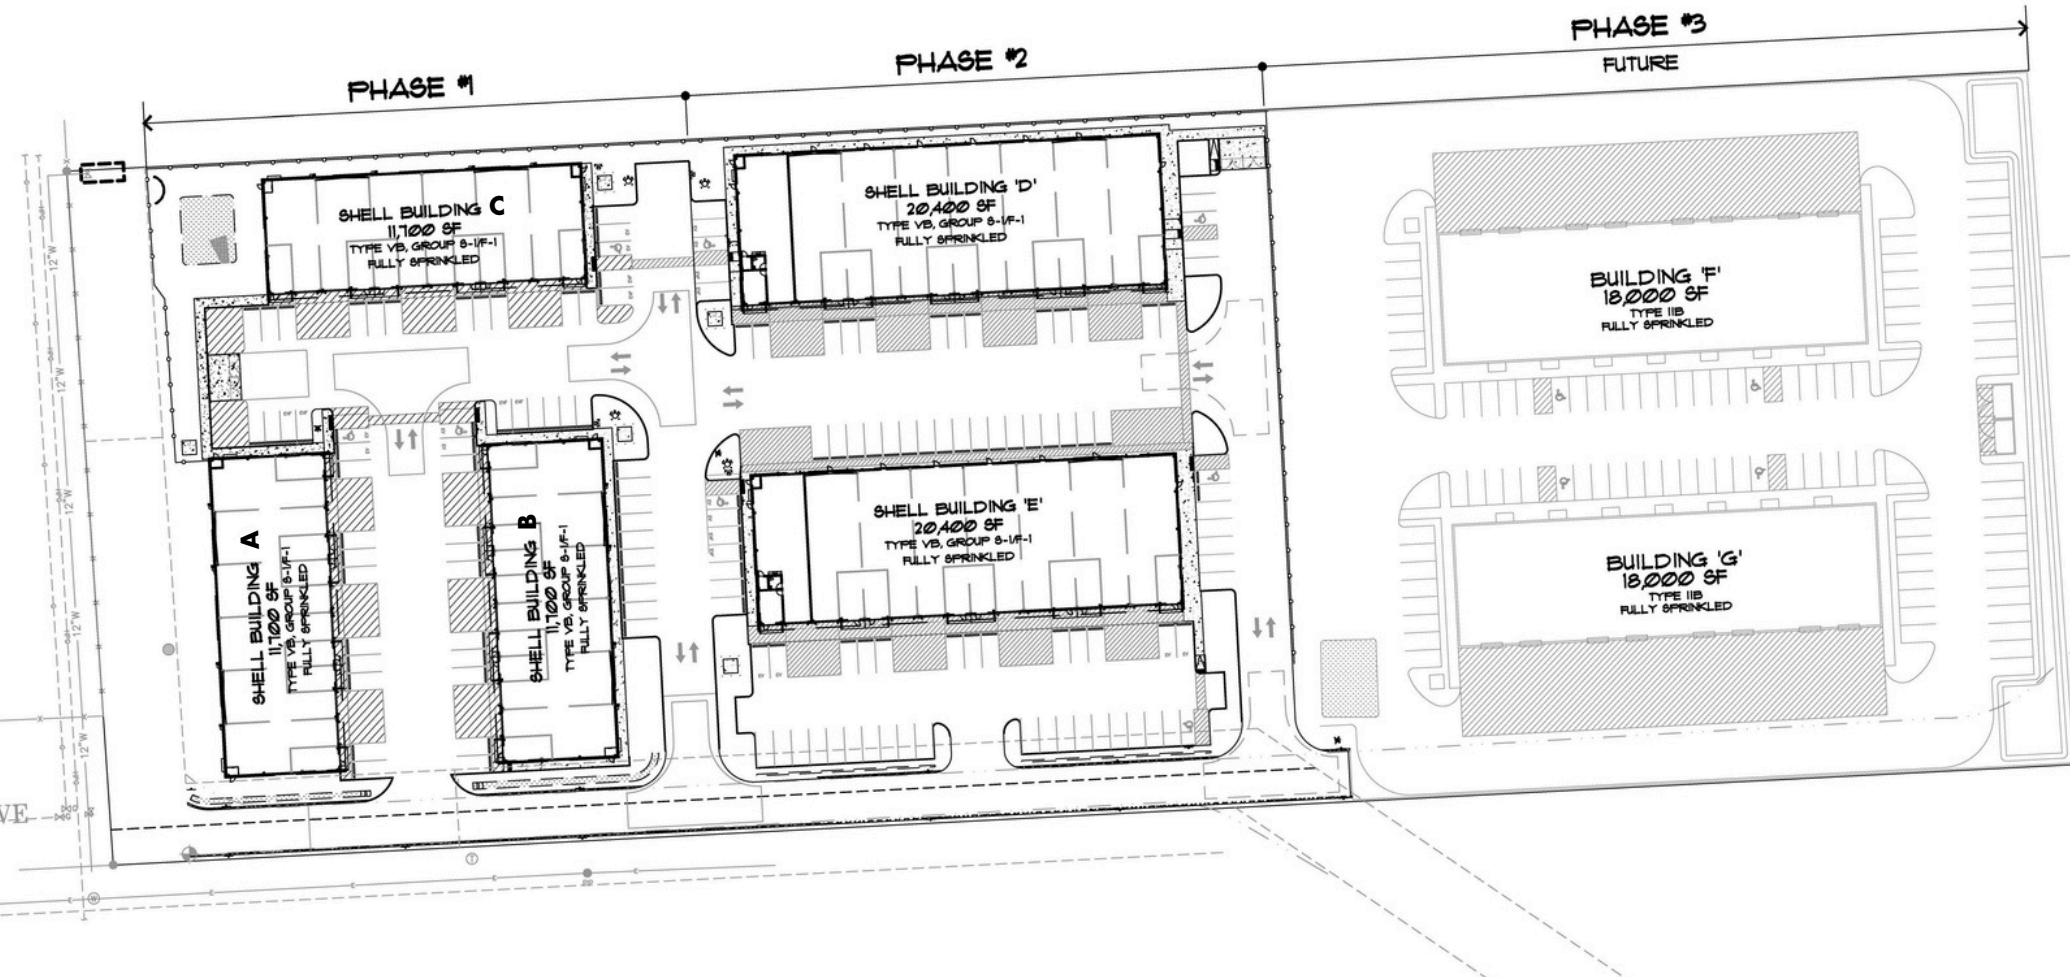 PHASE #1
PHASE #2
PHASE #3
FUTURE
SHELL BUILDING C
11,700 SF
TYPE VB, GROUP S-1/F-1
FULLY SPRINKLED
SHELL BUILDING 'D'
20,400 SF
TYPE VB, GROUP S-1/F-1
FULLY SPRINKLED
BUILDING 'F'
18,000 SF
TYPE IIB
FULLY SPRINKLED
SHELL BUILDING A
11,700 SF
TYPE VB, GROUP S-1/F-1
FULLY SPRINKLED
SHELL BUILDING B
11,700 SF
TYPE VB, GROUP S-1/F-1
FULLY SPRINKLED
SHELL BUILDING 'E'
20,400 SF
TYPE VB, GROUP S-1/F-1
FULLY SPRINKLED
BUILDING 'G'
18,000 SF
TYPE IIB
FULLY SPRINKLED
12"W
12"W
12"W
12"W
12"W
VE